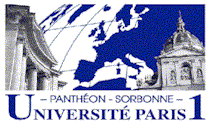 – PANTHÉON - SORBONNE –
UNIVERSITÉ PARIS 1